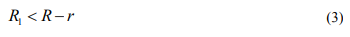 R₁ < R − r (3)